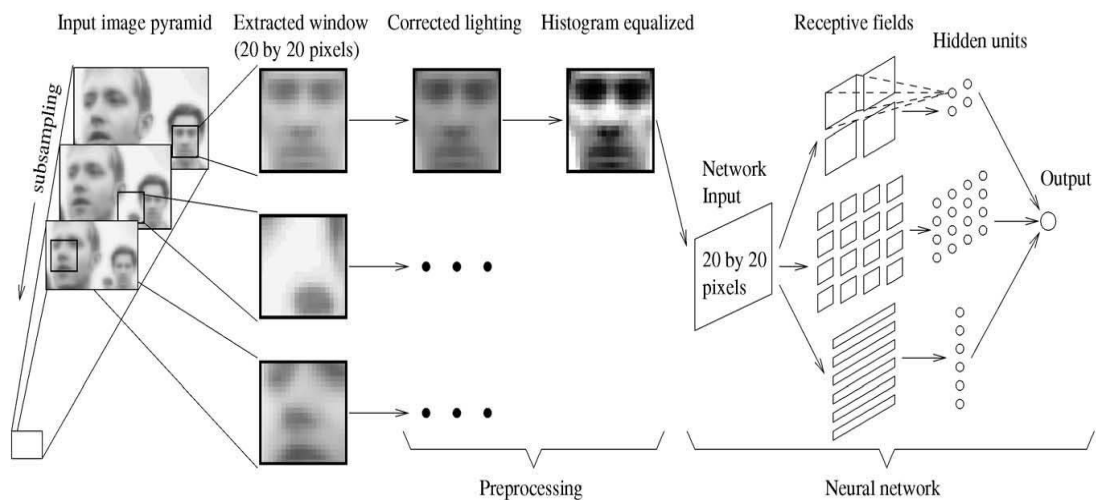 Input image pyramid
Extracted window
(20 by 20 pixels)
Corrected lighting
Histogram equalized
Receptive fields
Hidden units
subsampling
Network
Input
20 by 20
pixels
Output
Preprocessing
Neural network